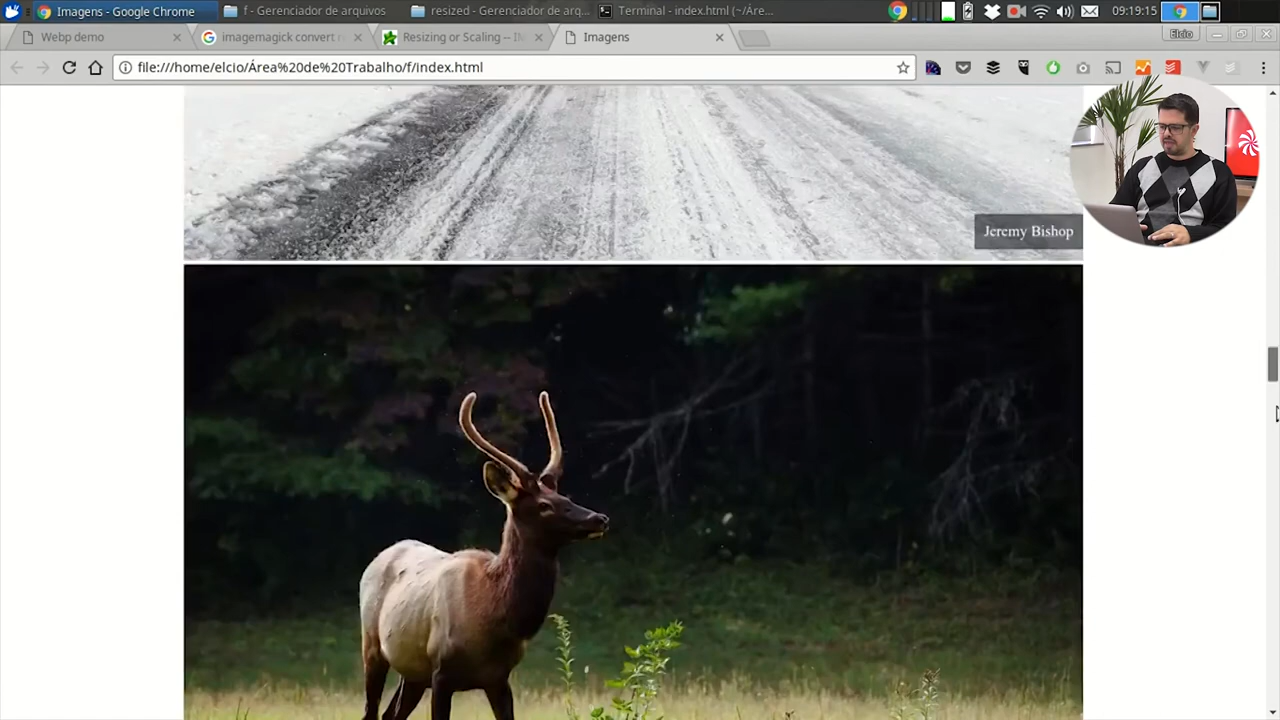 Imagens - Google Chrome
f - Gerenciador de arquivos
resized - Gerenciador de arq...
Terminal - index.html (~/Áre...
09:19:15
Webp demo
imagemagick convert r
Resizing or Scaling -- IM
Imagens
Elcio
file:///home/elcio/Área%20de%20Trabalho/f/index.html
Jeremy Bishop